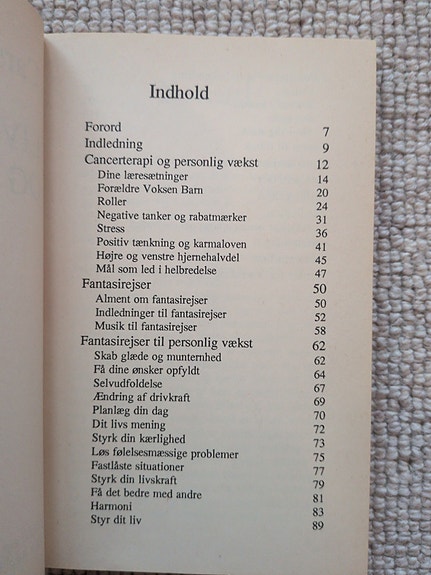 Indhold
Forord 7
Indledning 9
Cancerterapi og personlig vækst 12
Dine læresætninger 14
Forældre Voksen Barn 20
Roller 24
Negative tanker og rabatmærker 31
Stress 36
Positiv tænkning og karmaloven 41
Højre og venstre hjernehalvdel 45
Mål som led i helbredelse 47
Fantasirejser 50
Alment om fantasirejser 50
Indledninger til fantasirejser 52
Musik til fantasirejser 58
Fantasirejser til personlig vækst 62
Skab glæde og munterhed 62
Få dine ønsker opfyldt 64
Selvudfoldelse 67
Ændring af drivkraft 69
Planlæg din dag 70
Dit livs mening 72
Styrk din kærlighed 73
Løs følelsesmæssige problemer 75
Fastlåste situationer 77
Styrk din livskraft 79
Få det bedre med andre 81
Harmoni 83
Styr dit liv 89